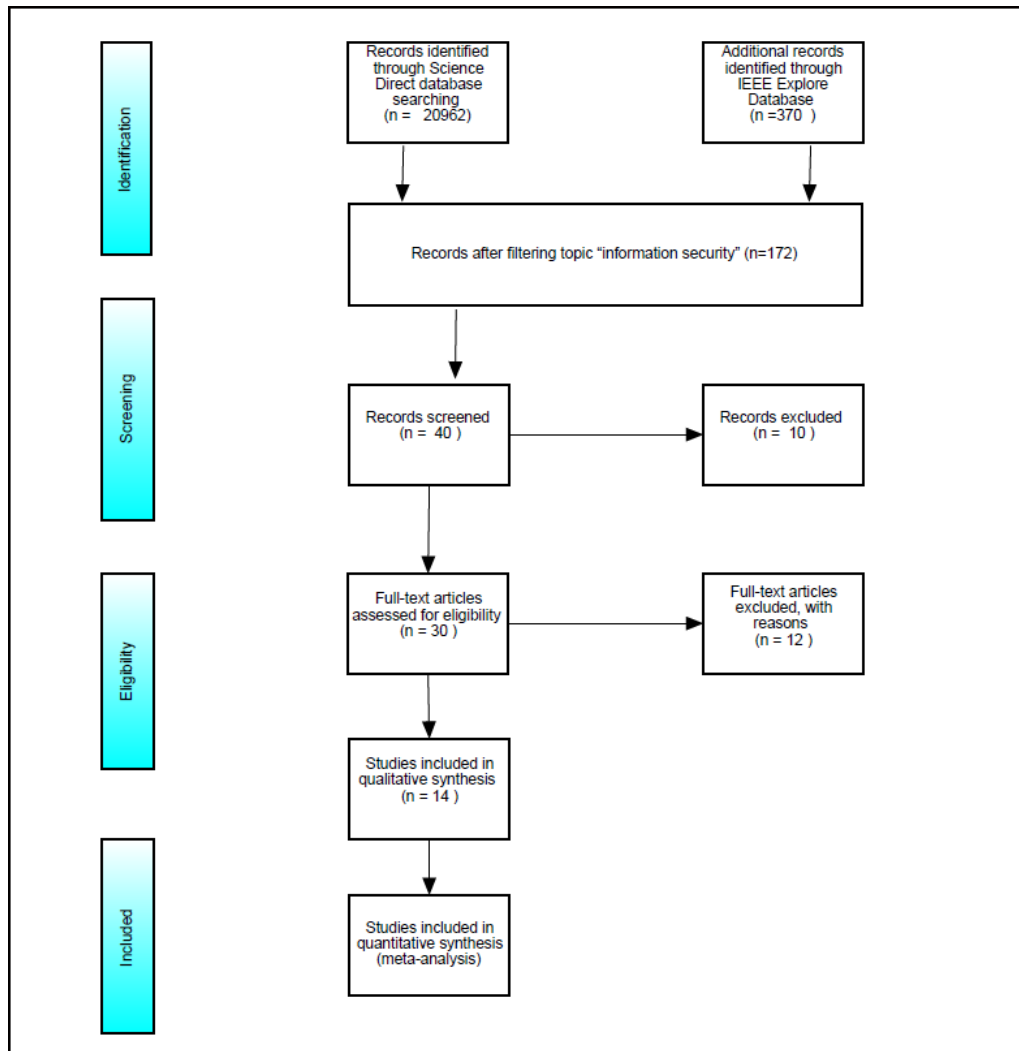 Identification
Records identified
through Science
Direct database
searching
(n = 20962)
Additional records
identified through
IEEE Explore
Database
(n =370 )
Records after filtering topic “information security” (n=172)
Screening
Records screened
(n = 40 )
Records excluded
(n = 10 )
Eligibility
Full-text articles
assessed for eligibility
(n = 30 )
Full-text articles
excluded, with
reasons
(n = 12 )
Studies included in
qualitative synthesis
(n = 14 )
Included
Studies included in
quantitative synthesis
(meta-analysis)